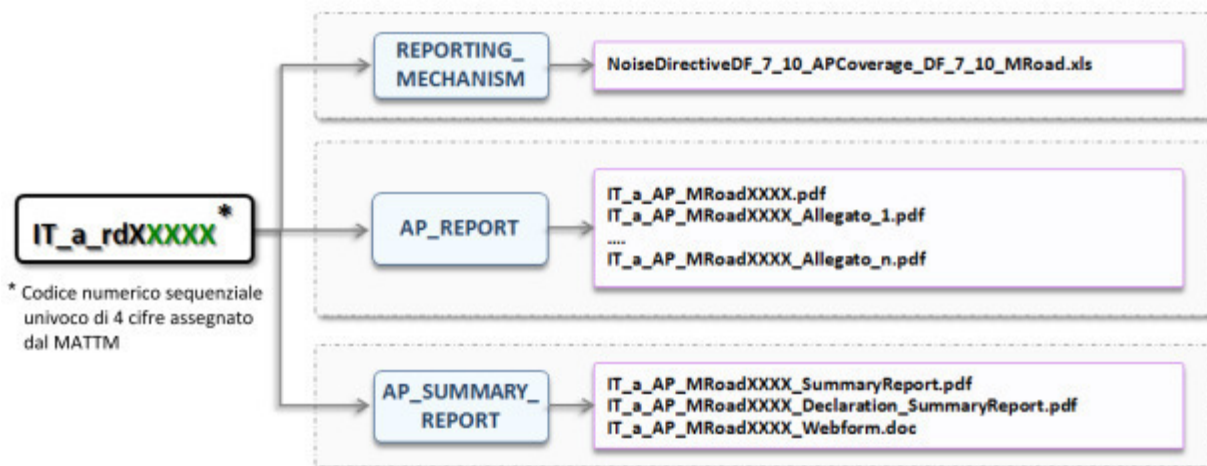 REPORTING_
MECHANISM
NoiseDirectiveDF_7_10_APCoverage_DF_7_10_MRoad.xls
IT_a_rdXXXXX*
* Codice numerico sequenziale
univoco di 4 cifre assegnato
dal MATTM
AP_REPORT
IT_a_AP_MRoadXXXX.pdf
IT_a_AP_MRoadXXXX_Allegato_1.pdf
....
IT_a_AP_MRoadXXXX_Allegato_n.pdf
AP_SUMMARY_
REPORT
IT_a_AP_MRoadXXXX_SummaryReport.pdf
IT_a_AP_MRoadXXXX_Declaration_SummaryReport.pdf
IT_a_AP_MRoadXXXX_Webform.doc